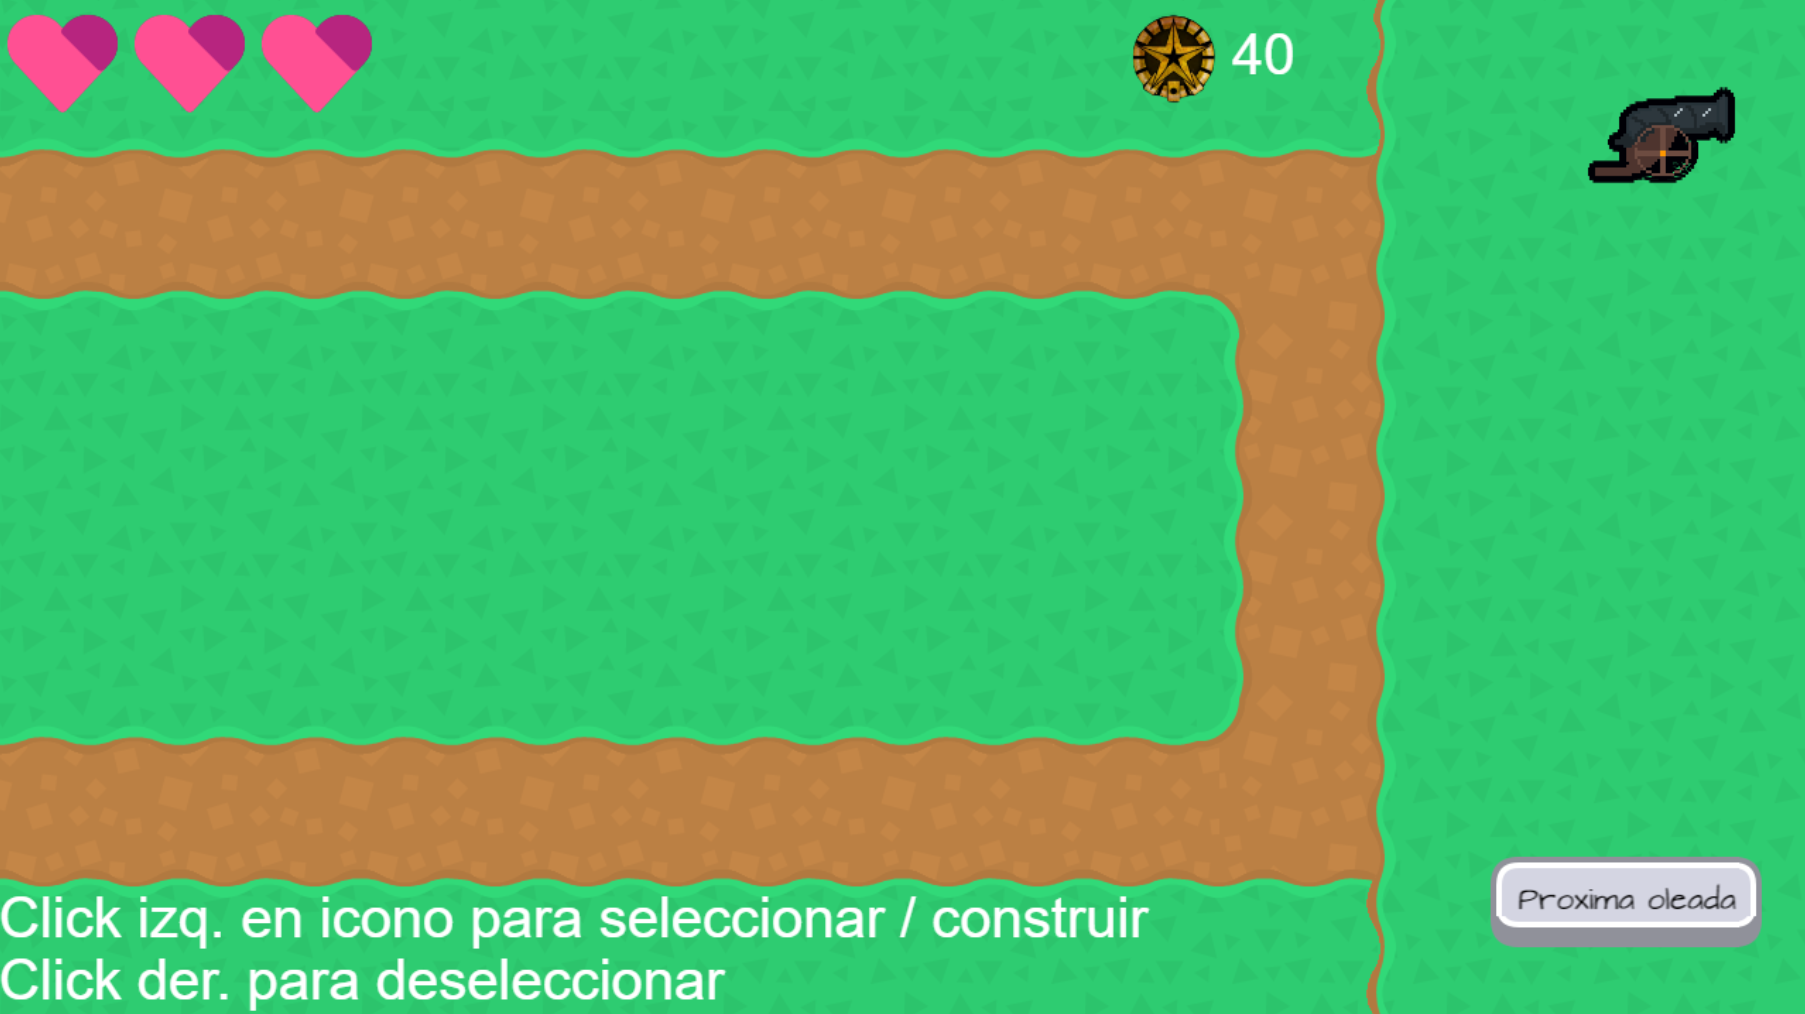 40
Proxima oleada
Click izq. en icono para seleccionar / construir
Click der. para deseleccionar